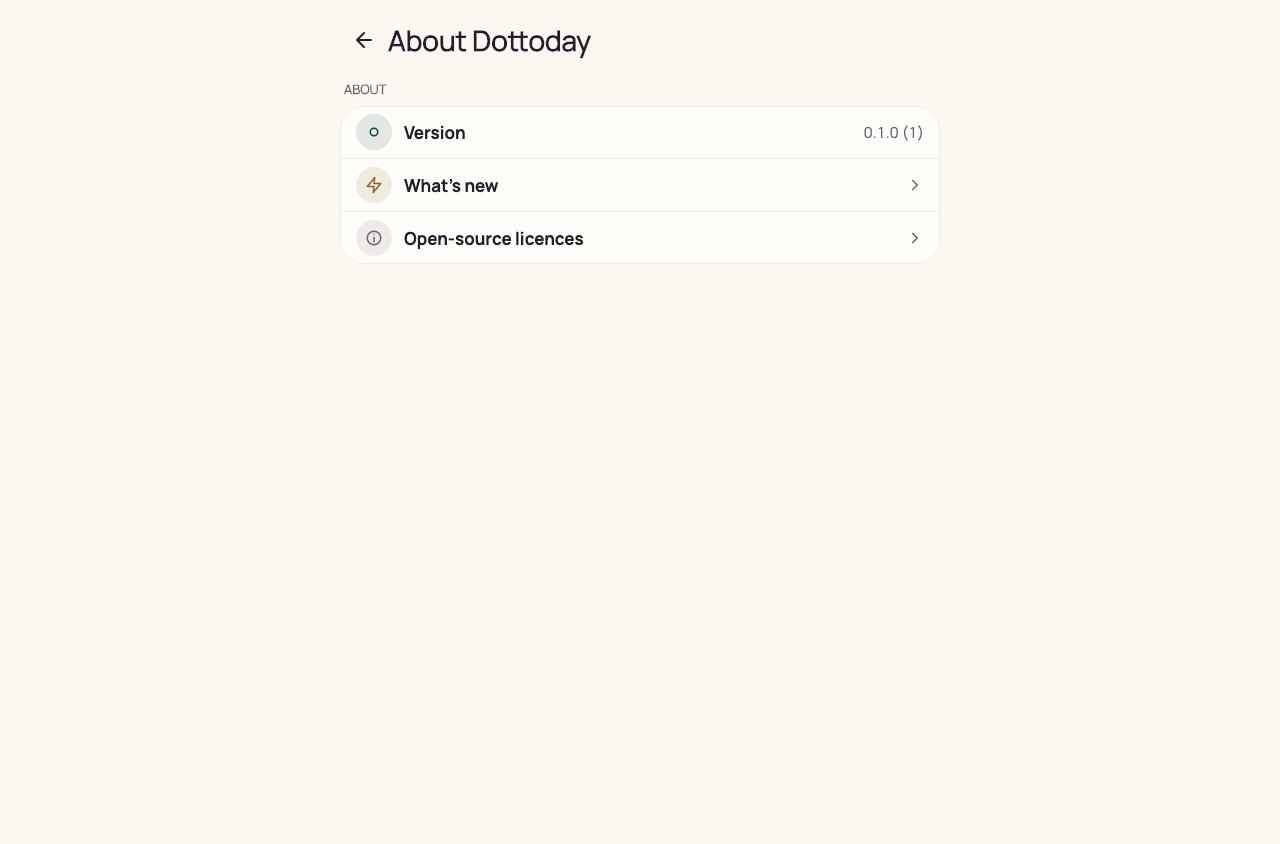 About Dottoday
ABOUT
Version
0.1.0 (1)
What’s new
Open-source licences